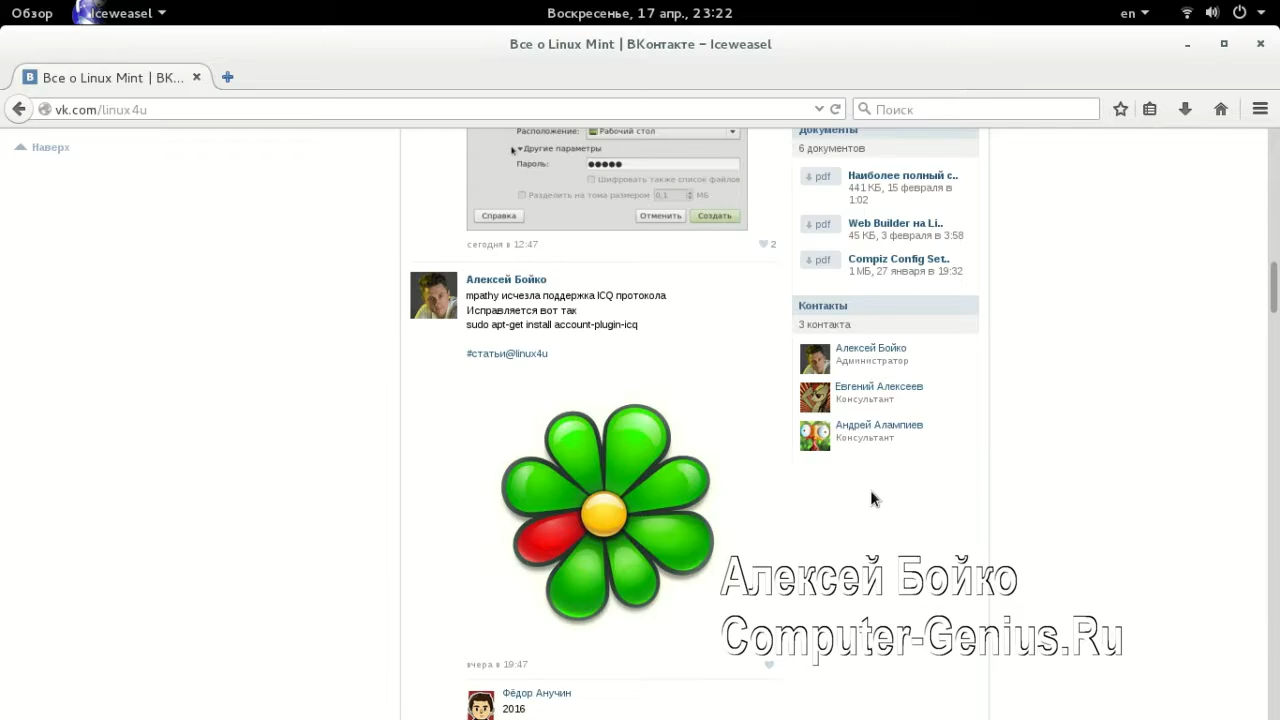 Обзор
Iceweasel
Воскресенье, 17 апр., 23:22
en
Все о Linux Mint | ВКонтакте – Iceweasel
Все о Linux Mint | ВК...
vk.com/linux4u
Поиск
Наверх
Расположение:
Рабочий стол
Другие параметры
Пароль:
Шифровать также список файлов
Разделить на тома размером
0,1
МБ
Справка
Отменить
Создать
сегодня в 12:47
2
Алексей Бойко
mpathy исчезла поддержка ICQ протокола
Исправляется вот так
sudo apt-get install account-plugin-icq
#статьи@linux4u
вчера в 19:47
Фёдор Анучин
2016
Документы
6 документов
pdf
Наиболее полный с..
441 КБ, 15 февраля в
1:02
pdf
Web Builder на Li..
45 КБ, 3 февраля в 3:58
pdf
Compiz Config Set..
1 МБ, 27 января в 19:32
Контакты
3 контакта
Алексей Бойко
Администратор
Евгений Алексеев
Консультант
Андрей Алампиев
Консультант
Алексей Бойко
Computer-Genius.Ru